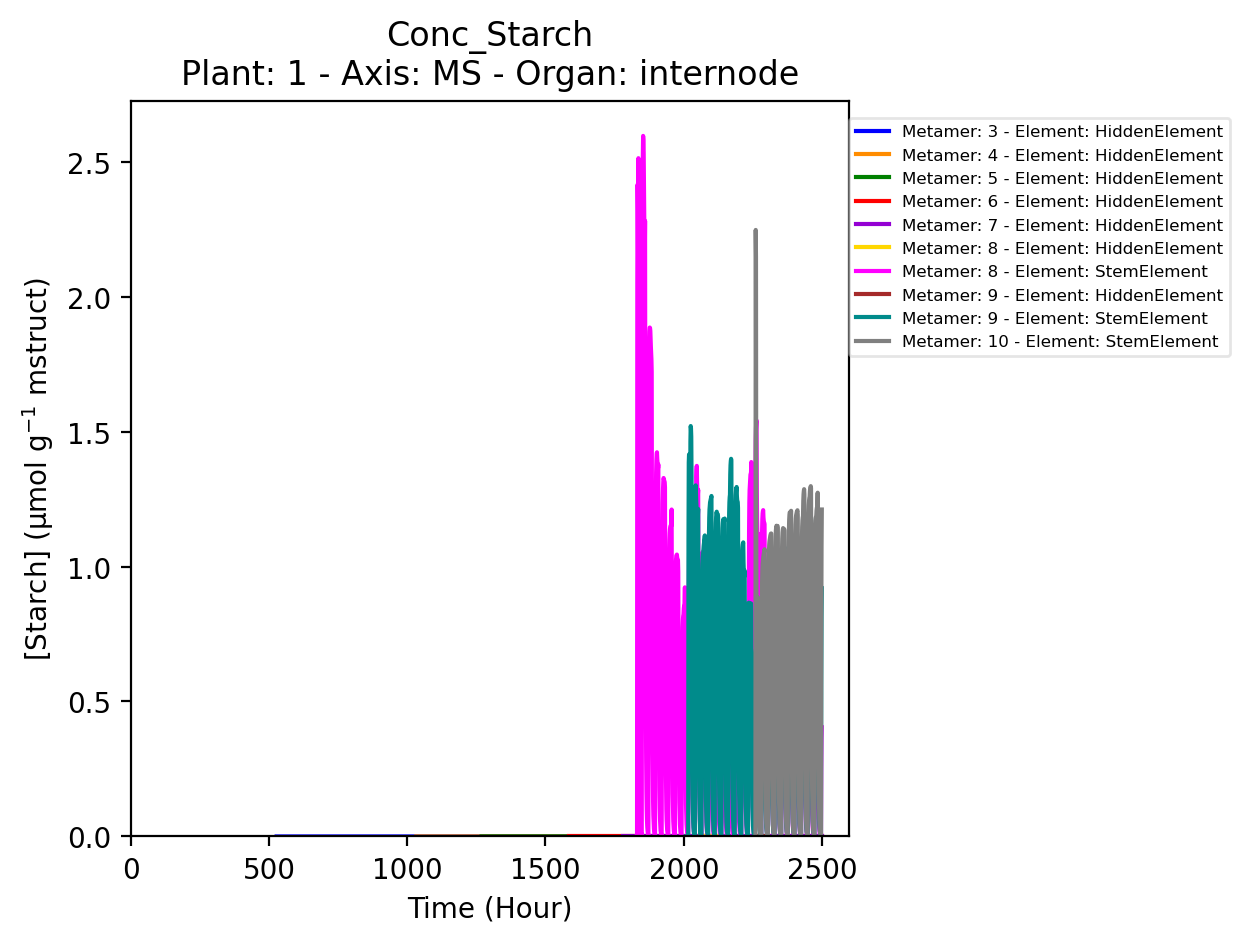 Conc_Starch
Plant: 1 - Axis: MS - Organ: internode
[Starch] (µmol g⁻¹ mstruct)
2.5
2.0
1.5
1.0
0.5
0.0
0 500 1000 1500 2000 2500
Time (Hour)
Metamer: 3 - Element: HiddenElement
Metamer: 4 - Element: HiddenElement
Metamer: 5 - Element: HiddenElement
Metamer: 6 - Element: HiddenElement
Metamer: 7 - Element: HiddenElement
Metamer: 8 - Element: HiddenElement
Metamer: 8 - Element: StemElement
Metamer: 9 - Element: HiddenElement
Metamer: 9 - Element: StemElement
Metamer: 10 - Element: StemElement